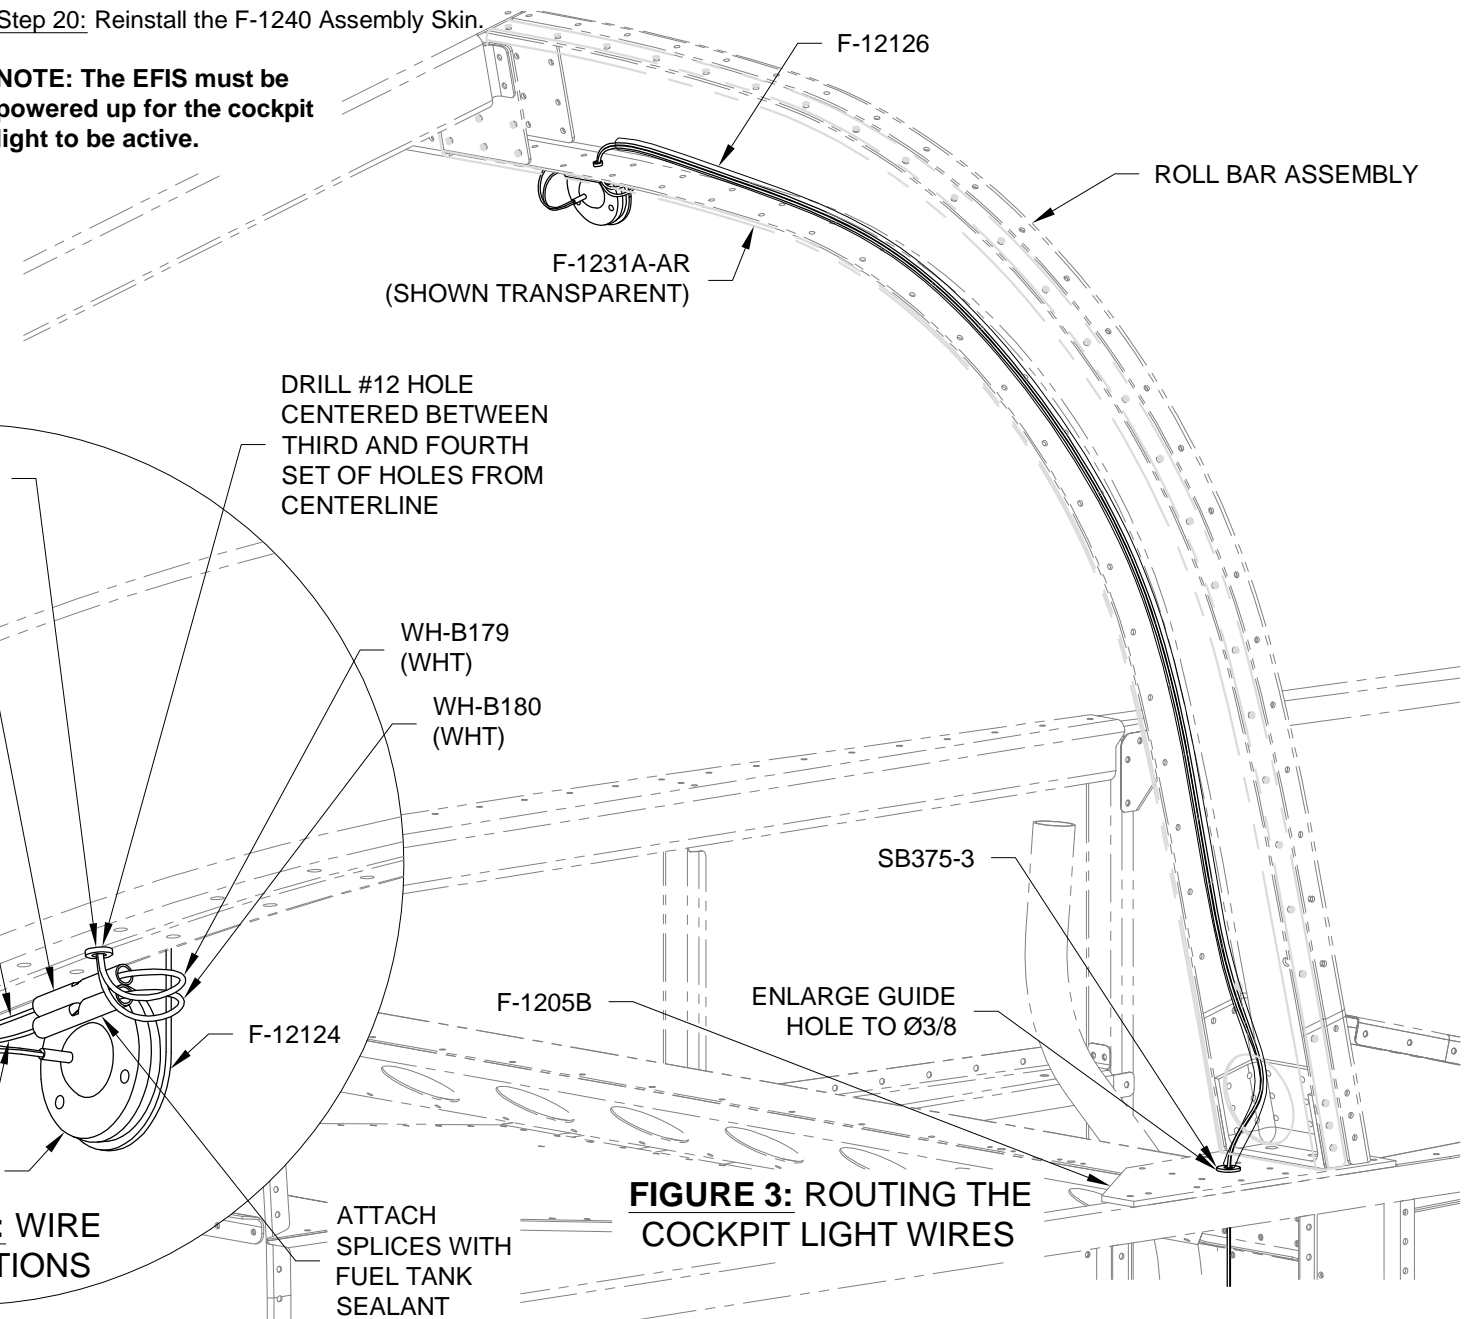 Step 20: Reinstall the F-1240 Assembly Skin.
NOTE: The EFIS must be
powered up for the cockpit
light to be active.
F-12126
ROLL BAR ASSEMBLY
F-1231A-AR
(SHOWN TRANSPARENT)
DRILL #12 HOLE
CENTERED BETWEEN
THIRD AND FOURTH
SET OF HOLES FROM
CENTERLINE
WH-B179
(WHT)
WH-B180
(WHT)
SB375-3
F-1205B
ENLARGE GUIDE
HOLE TO Ø3/8
F-12124
FIGURE 3: ROUTING THE
COCKPIT LIGHT WIRES
: WIRE
TIONS
ATTACH
SPLICES WITH
FUEL TANK
SEALANT